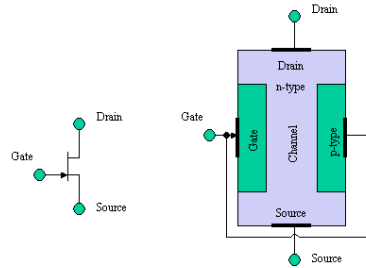 Drain
Gate
Source
Drain
Drain
n-type
Gate
Gate
Channel
p-type
Source
Source